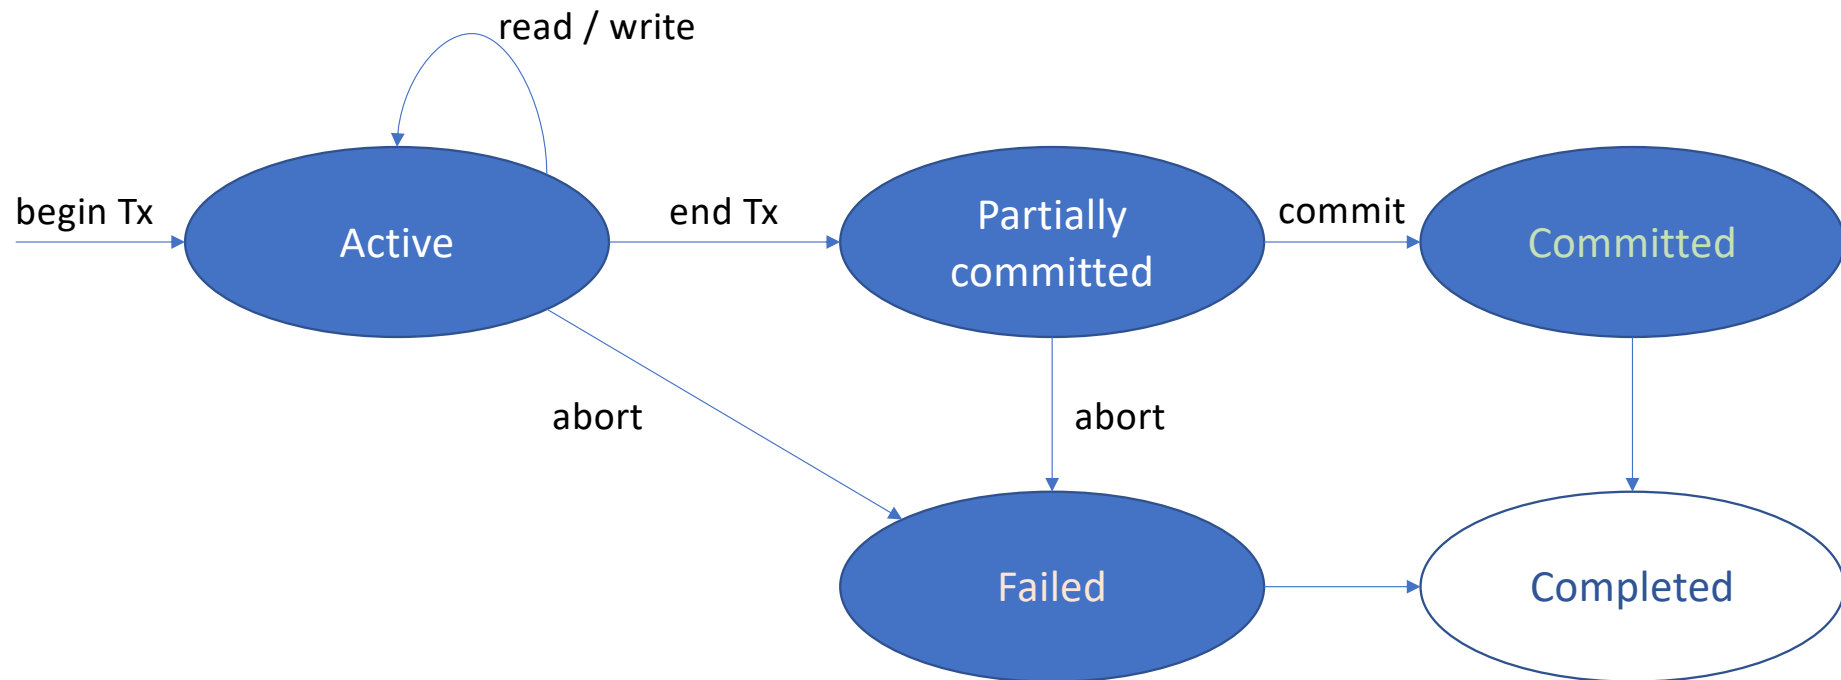 read / write
begin Tx
Active
end Tx
Partially
committed
commit
Committed
abort
abort
Failed
Completed